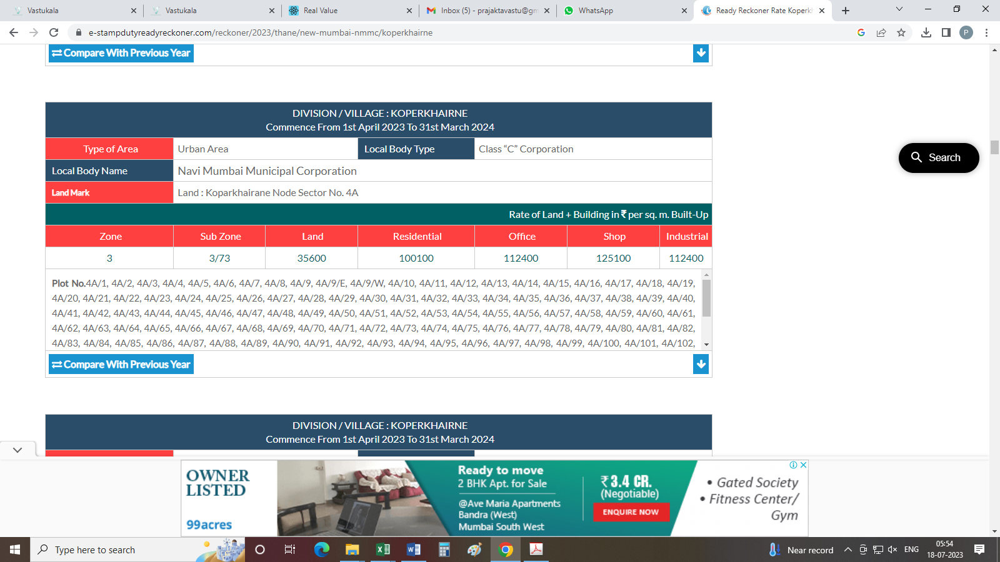 Vastukala
Vastukala
Real Value
Inbox (5) - prajaktavastu@gm
WhatsApp
Ready Reckoner Rate Koperkh
e-stampdutyreadyreckoner.com/reckoner/2023/thane/new-mumbai-nmmc/koperkhairne
P
Compare With Previous Year
DIVISION / VILLAGE : KOPERKHAIRNE
Commence From 1st April 2023 To 31st March 2024
Type of Area Urban Area Local Body Type Class “C” Corporation
Local Body Name Navi Mumbai Municipal Corporation
Land Mark Land : Koparkhairane Node Sector No. 4A
Rate of Land + Building in ₹ per sq. m. Built-Up
Zone Sub Zone Land Residential Office Shop Industrial
3 3/73 35600 100100 112400 125100 112400
Plot No.4A/1, 4A/2, 4A/3, 4A/4, 4A/5, 4A/6, 4A/7, 4A/8, 4A/9, 4A/9/E, 4A/9/W, 4A/10, 4A/11, 4A/12, 4A/13, 4A/14, 4A/15, 4A/16, 4A/17, 4A/18, 4A/19,
4A/20, 4A/21, 4A/22, 4A/23, 4A/24, 4A/25, 4A/26, 4A/27, 4A/28, 4A/29, 4A/30, 4A/31, 4A/32, 4A/33, 4A/34, 4A/35, 4A/36, 4A/37, 4A/38, 4A/39, 4A/40,
4A/41, 4A/42, 4A/43, 4A/44, 4A/45, 4A/46, 4A/47, 4A/48, 4A/49, 4A/50, 4A/51, 4A/52, 4A/53, 4A/54, 4A/55, 4A/56, 4A/57, 4A/58, 4A/59, 4A/60, 4A/61,
4A/62, 4A/63, 4A/64, 4A/65, 4A/66, 4A/67, 4A/68, 4A/69, 4A/70, 4A/71, 4A/72, 4A/73, 4A/74, 4A/75, 4A/76, 4A/77, 4A/78, 4A/79, 4A/80, 4A/81, 4A/82,
4A/83, 4A/84, 4A/85, 4A/86, 4A/87, 4A/88, 4A/89, 4A/90, 4A/91, 4A/92, 4A/93, 4A/94, 4A/95, 4A/96, 4A/97, 4A/98, 4A/99, 4A/100, 4A/101, 4A/102,
Compare With Previous Year
Search
DIVISION / VILLAGE : KOPERKHAIRNE
Commence From 1st April 2023 To 31st March 2024
OWNER
LISTED
99acres
Ready to move
2 BHK Apt. for Sale
@Ave Maria Apartments
Bandra (West)
Mumbai South West
₹ 3.4 CR.
(Negotiable)
ENQUIRE NOW
• Gated Society
• Fitness Center/
Gym
Type here to search
Near record
ENG
05:54
18-07-2023